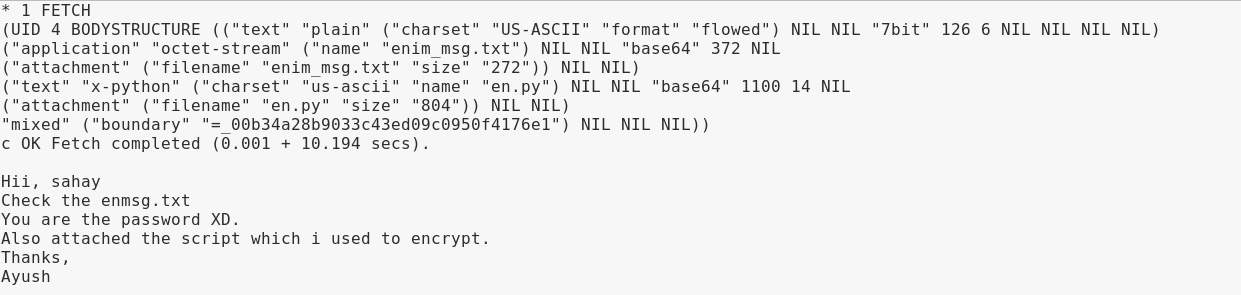 * 1 FETCH
(UID 4 BODYSTRUCTURE (("text" "plain" ("charset" "US-ASCII" "format" "flowed") NIL NIL "7bit" 126 6 NIL NIL NIL NIL)
("application" "octet-stream" ("name" "enim_msg.txt") NIL NIL "base64" 372 NIL
("attachment" ("filename" "enim_msg.txt" "size" "272")) NIL NIL)
("text" "x-python" ("charset" "us-ascii" "name" "en.py") NIL NIL "base64" 1100 14 NIL
("attachment" ("filename" "en.py" "size" "804")) NIL NIL)
"mixed" ("boundary" "=_00b34a28b9033c43ed09c0950f4176e1") NIL NIL NIL))
c OK Fetch completed (0.001 + 10.194 secs).
Hii, sahay
Check the enmsg.txt
You are the password XD.
Also attached the script which i used to encrypt.
Thanks,
Ayush